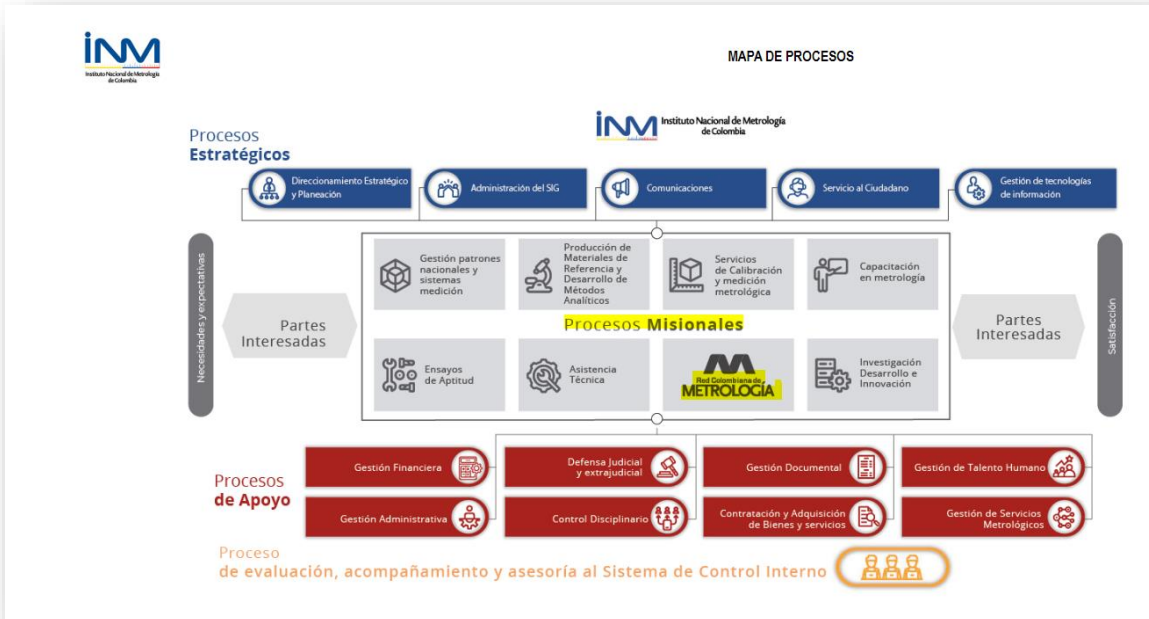 INM
Instituto Nacional de Metrología
de Colombia
MAPA DE PROCESOS
INM Instituto Nacional de Metrología
de Colombia
Procesos
Estratégicos
Direccionamiento Estratégico
y Planeación
Administración del SIG
Comunicaciones
Servicio al Ciudadano
Gestión de tecnologías
de información
Necesidades y expectativas
Partes
Interesadas
Gestión patrones
nacionales y
sistemas
medición
Producción de
Materiales de
Referencia y
Desarrollo de
Métodos
Analíticos
Servicios
de Calibración
y medición
metrológica
Capacitación
en metrología
Procesos Misionales
Ensayos
de Aptitud
Asistencia
Técnica
Red Colombiana de
METROLOGÍA
Investigación
Desarrollo e
Innovación
Partes
Interesadas
Satisfacción
Procesos
de Apoyo
Gestión Financiera
Defensa Judicial
y extrajudicial
Gestión Documental
Gestión de Talento Humano
Gestión Administrativa
Control Disciplinario
Contratación y Adquisición
de Bienes y servicios
Gestión de Servicios
Metrológicos
Proceso
de evaluación, acompañamiento y asesoría al Sistema de Control Interno